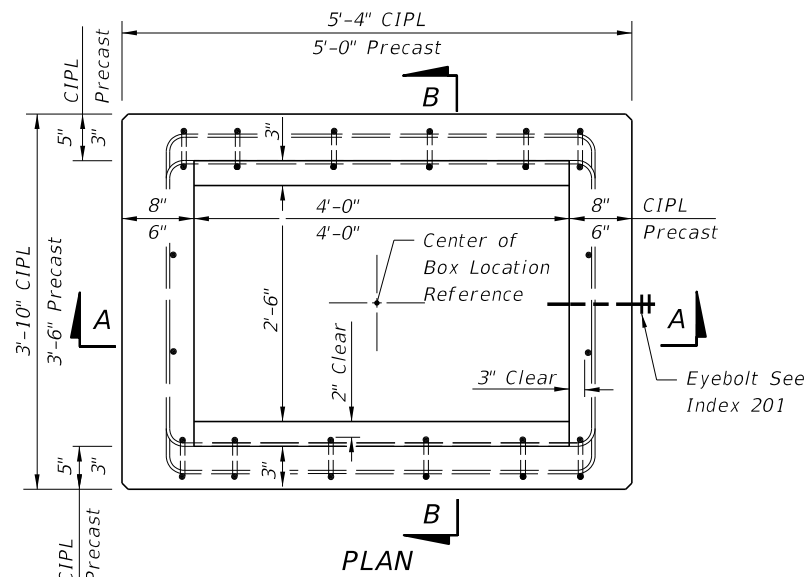 5'-4" CIPL
5'-0" Precast
CIPL
Precast
B
5"
3"
3"
8"
6"
4'-0"
4'-0"
8"
6"
CIPL
Precast
Center of
Box Location
Reference
3'-10" CIPL
3'-6" Precast
A
2'-6"
2" Clear
A
3" Clear
Eyebolt See
Index 201
5"
3"
3"
B
CIPL
Precast
PLAN